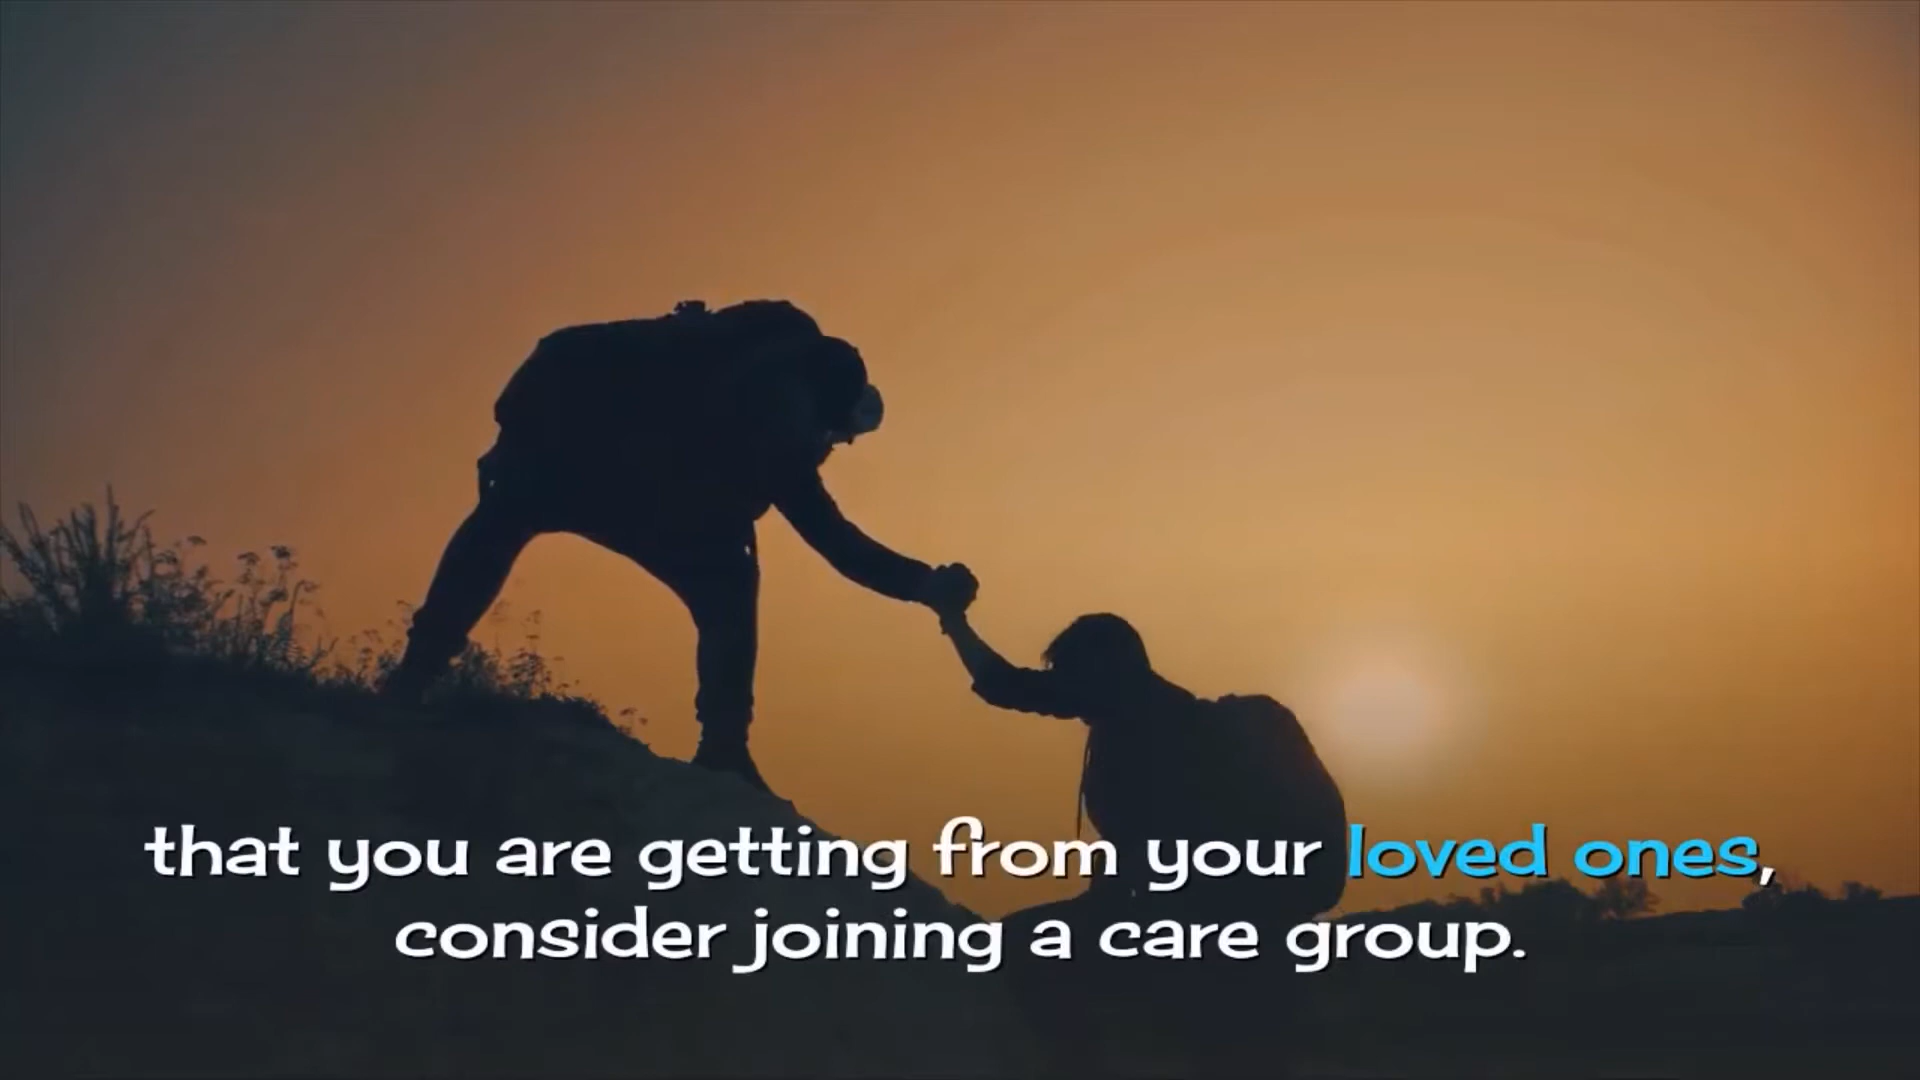 that you are getting from your loved ones,
consider joining a care group.